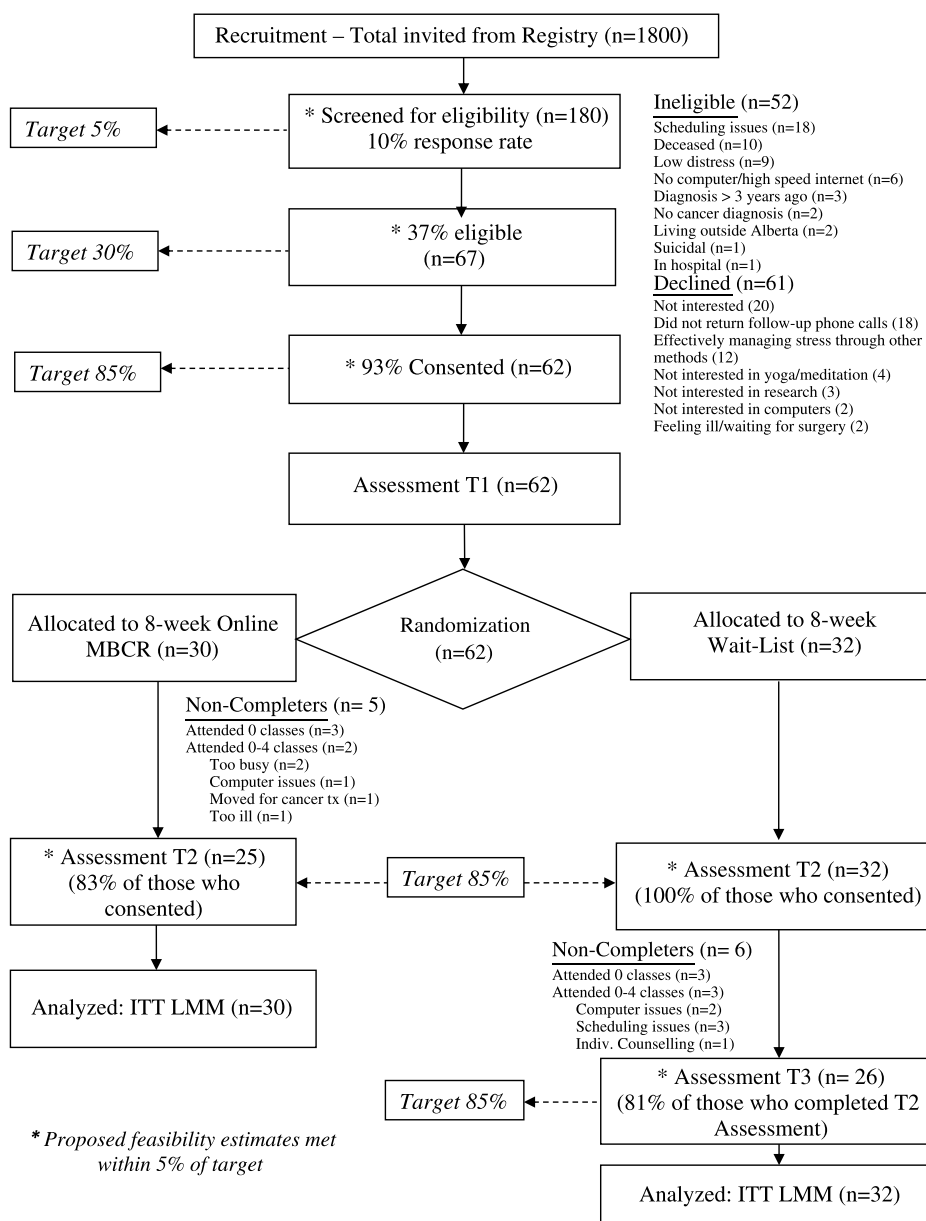 Recruitment – Total invited from Registry (n=1800)
* Screened for eligibility (n=180)
10% response rate
Target 5%
Ineligible (n=52)
Scheduling issues (n=18)
Deceased (n=10)
Low distress (n=9)
No computer/high speed internet (n=6)
Diagnosis > 3 years ago (n=3)
No cancer diagnosis (n=2)
Living outside Alberta (n=2)
Suicidal (n=1)
In hospital (n=1)
Declined (n=61)
Not interested (20)
Did not return follow-up phone calls (18)
Effectively managing stress through other
methods (12)
Not interested in yoga/meditation (4)
Not interested in research (3)
Not interested in computers (2)
Feeling ill/waiting for surgery (2)
* 37% eligible
(n=67)
Target 30%
* 93% Consented (n=62)
Target 85%
Assessment T1 (n=62)
Randomization
(n=62)
Allocated to 8-week Online
MBCR (n=30)
Allocated to 8-week
Wait-List (n=32)
Non-Completers (n= 5)
Attended 0 classes (n=3)
Attended 0-4 classes (n=2)
Too busy (n=2)
Computer issues (n=1)
Moved for cancer tx (n=1)
Too ill (n=1)
* Assessment T2 (n=25)
(83% of those who
consented)
Target 85%
* Assessment T2 (n=32)
(100% of those who consented)
Non-Completers (n= 6)
Attended 0 classes (n=3)
Attended 0-4 classes (n=3)
Computer issues (n=2)
Scheduling issues (n=3)
Indiv. Counselling (n=1)
Analyzed: ITT LMM (n=30)
* Assessment T3 (n= 26)
(81% of those who completed T2
Assessment)
Target 85%
* Proposed feasibility estimates met
within 5% of target
Analyzed: ITT LMM (n=32)